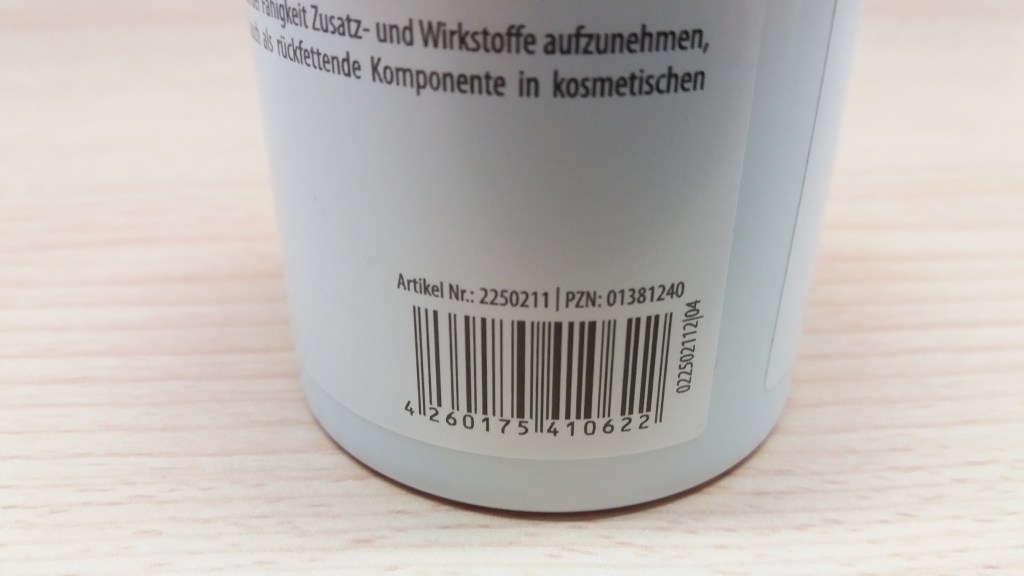 Fähigkeit Zusatz- und Wirkstoffe aufzunehmen,
als rückfettende Komponente in kosmetischen
Artikel Nr.: 2250211 | PZN: 01381240
022502112|04
4 260175 410622